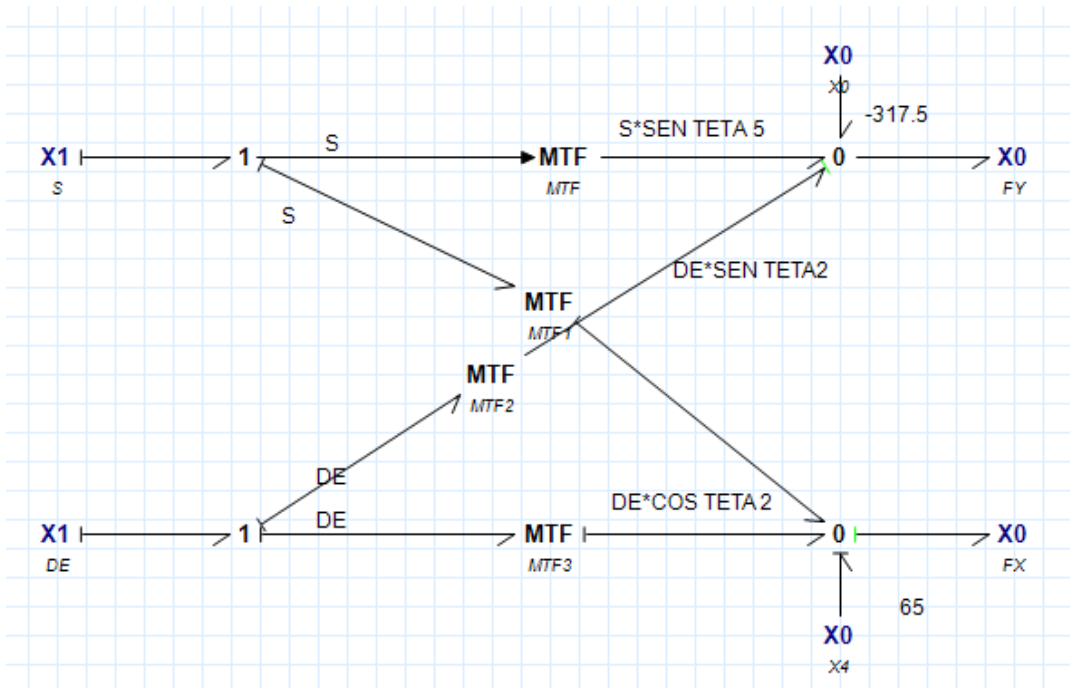 X0
X0
-317.5
S*SEN TETA 5
S
X1 1 MTF 0 X0
S MTF FY
S
DE*SEN TETA2
MTF
MTF1
MTF
MTF2
DE
DE*COS TETA 2
DE
X1 1 MTF 0 X0
DE MTF3 FX
65
X0
X4